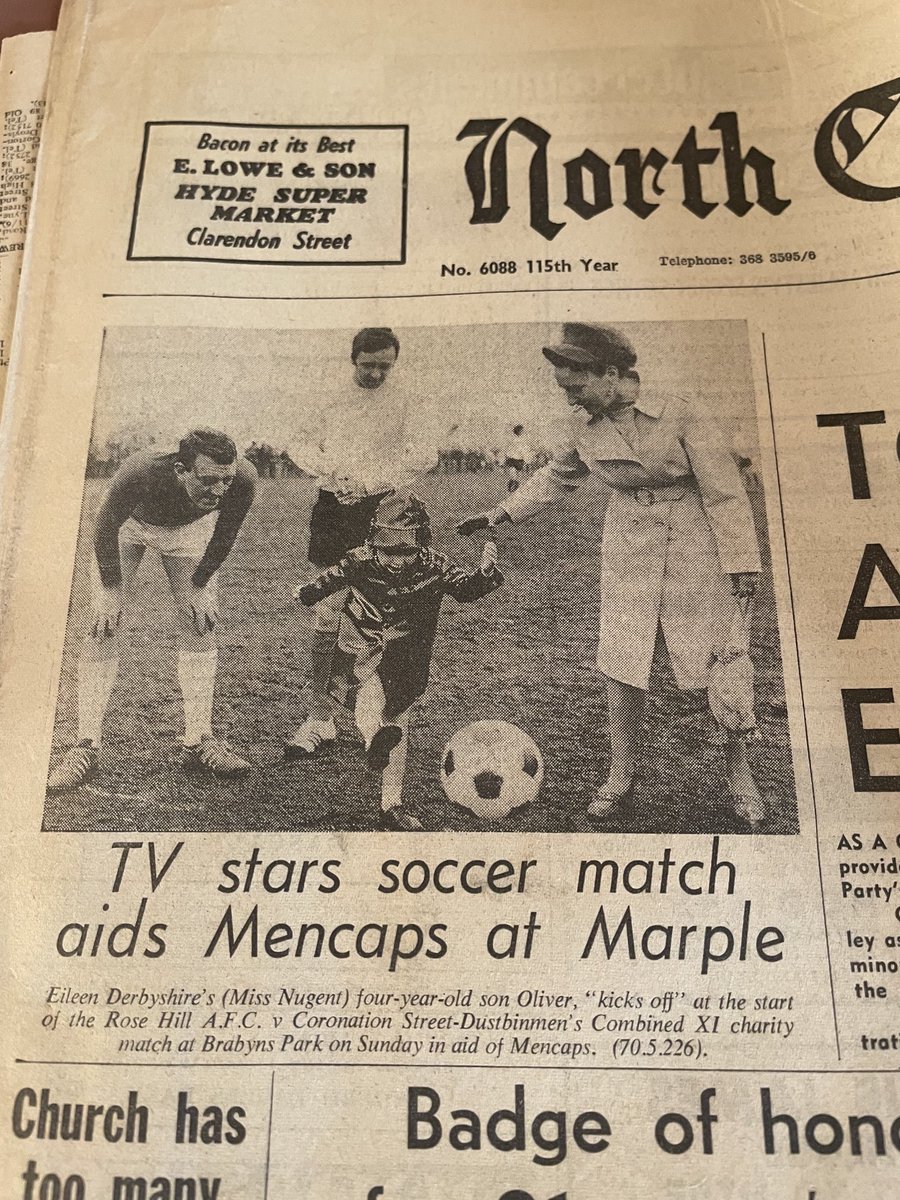 Bacon at its Best
E. LOWE & SON
HYDE SUPER
MARKET
Clarendon Street
North C
No. 6088 115th Year
Telephone: 368 3595/6
TV stars soccer match
aids Mencaps at Marple
Eileen Derbyshire's (Miss Nugent) four-year-old son Oliver, "kicks off" at the start
of the Rose Hill A.F.C. v Coronation Street-Dustbinmen's Combined XI charity
match at Brabyns Park on Sunday in aid of Mencaps. (70.5.226).
A
E
AS A
provid
Party's
ley as
mino
the
trati
Church has
too many
Badge of hono